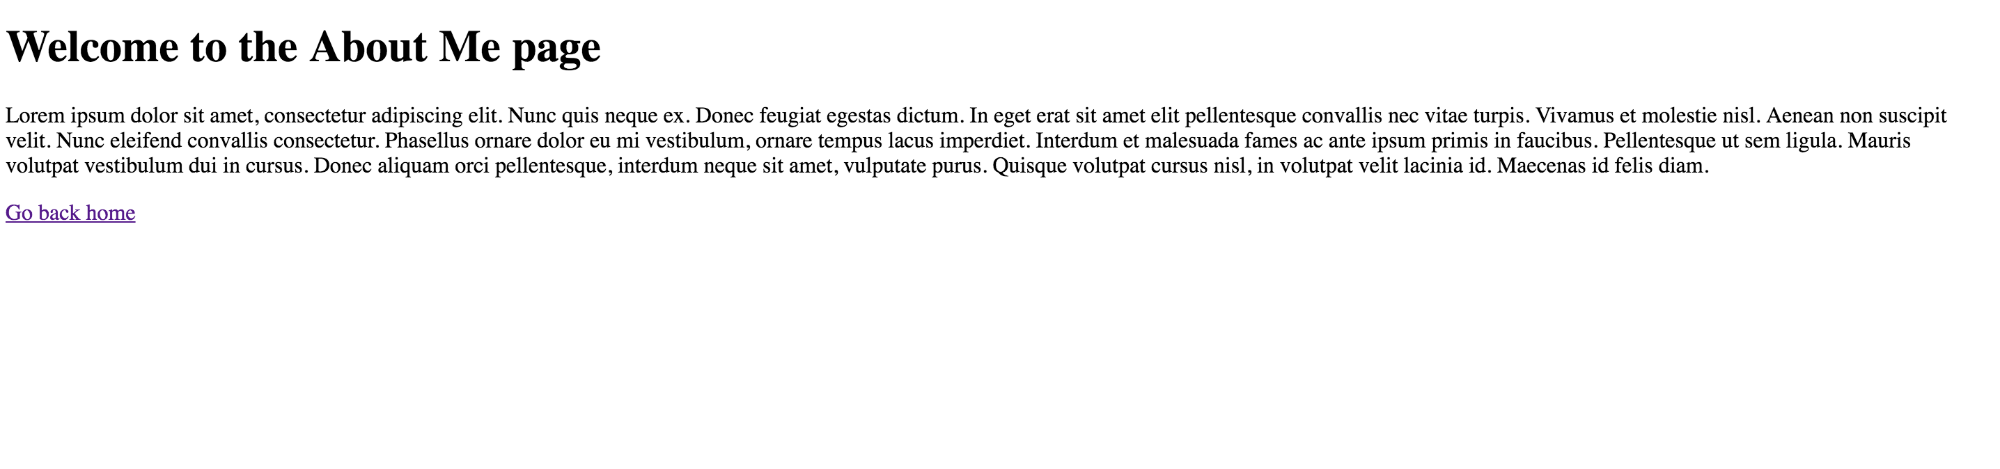 Welcome to the About Me page
Lorem ipsum dolor sit amet, consectetur adipiscing elit. Nunc quis neque ex. Donec feugiat egestas dictum. In eget erat sit amet elit pellentesque convallis nec vitae turpis. Vivamus et molestie nisl. Aenean non suscipit
velit. Nunc eleifend convallis consectetur. Phasellus ornare dolor eu mi vestibulum, ornare tempus lacus imperdiet. Interdum et malesuada fames ac ante ipsum primis in faucibus. Pellentesque ut sem ligula. Mauris
volutpat vestibulum dui in cursus. Donec aliquam orci pellentesque, interdum neque sit amet, vulputate purus. Quisque volutpat cursus nisl, in volutpat velit lacinia id. Maecenas id felis diam.
Go back home